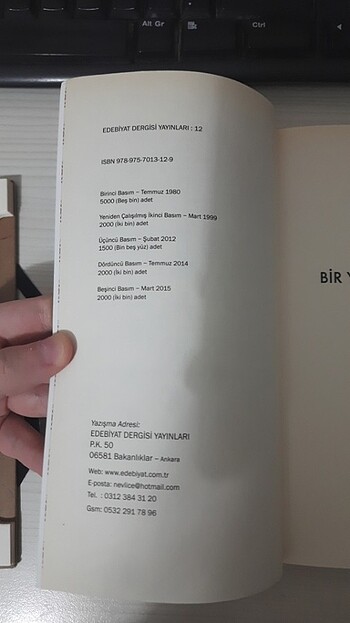 Alt Gr
Ctrl
EDEBİYAT DERGİSİ YAYINLARI : 12
ISBN 978-975-7013-12-9
Birinci Basım – Temmuz 1980
5000 (Beş bin) adet
Yeniden Çalışılmış İkinci Basım – Mart 1999
2000 (İki bin) adet
Üçüncü Basım – Şubat 2012
1500 (Bin beş yüz) adet
Dördüncü Basım – Temmuz 2014
2000 (İki bin) adet
Beşinci Basım – Mart 2015
2000 (İki bin) adet
Yazışma Adresi:
EDEBİYAT DERGİSİ YAYINLARI
P.K. 50
06581 Bakanlıklar – Ankara
Web: www.edebiyat.com.tr
E-posta: nevlice@hotmail.com
Tel. : 0312 384 31 20
Gsm: 0532 291 78 96
BİR